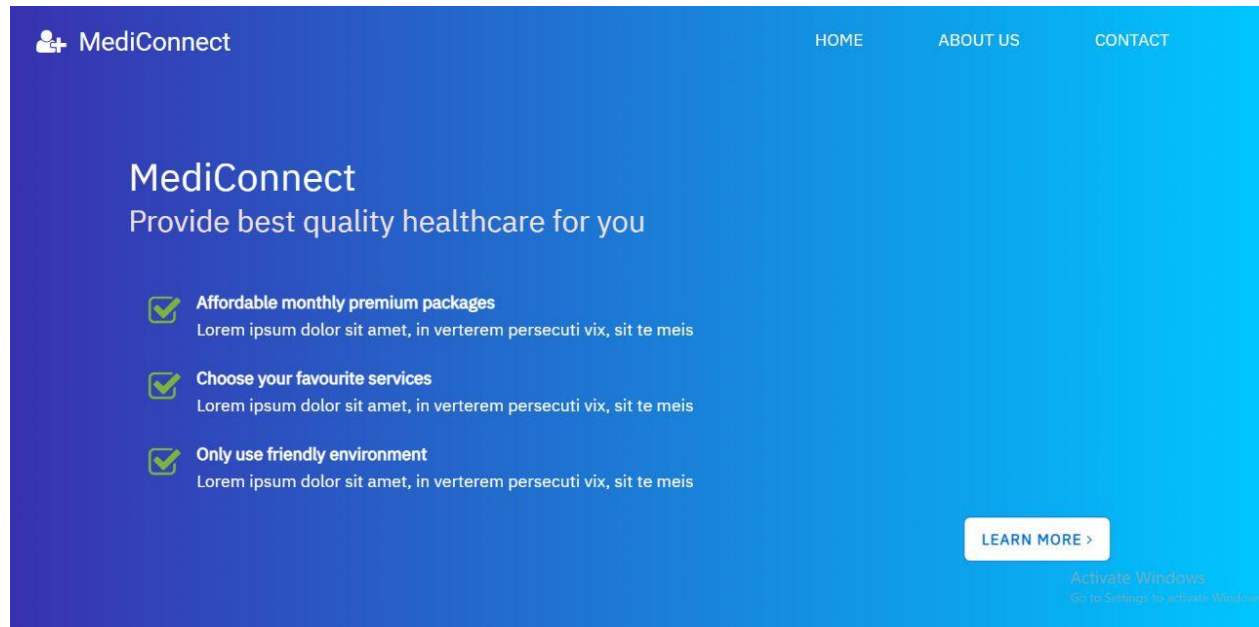 MediConnect
HOME ABOUT US CONTACT
MediConnect
Provide best quality healthcare for you
Affordable monthly premium packages
Lorem ipsum dolor sit amet, in verterem persecuti vix, sit te meis
Choose your favourite services
Lorem ipsum dolor sit amet, in verterem persecuti vix, sit te meis
Only use friendly environment
Lorem ipsum dolor sit amet, in verterem persecuti vix, sit te meis
LEARN MORE >
Activate Windows
Go to Settings to activate Window